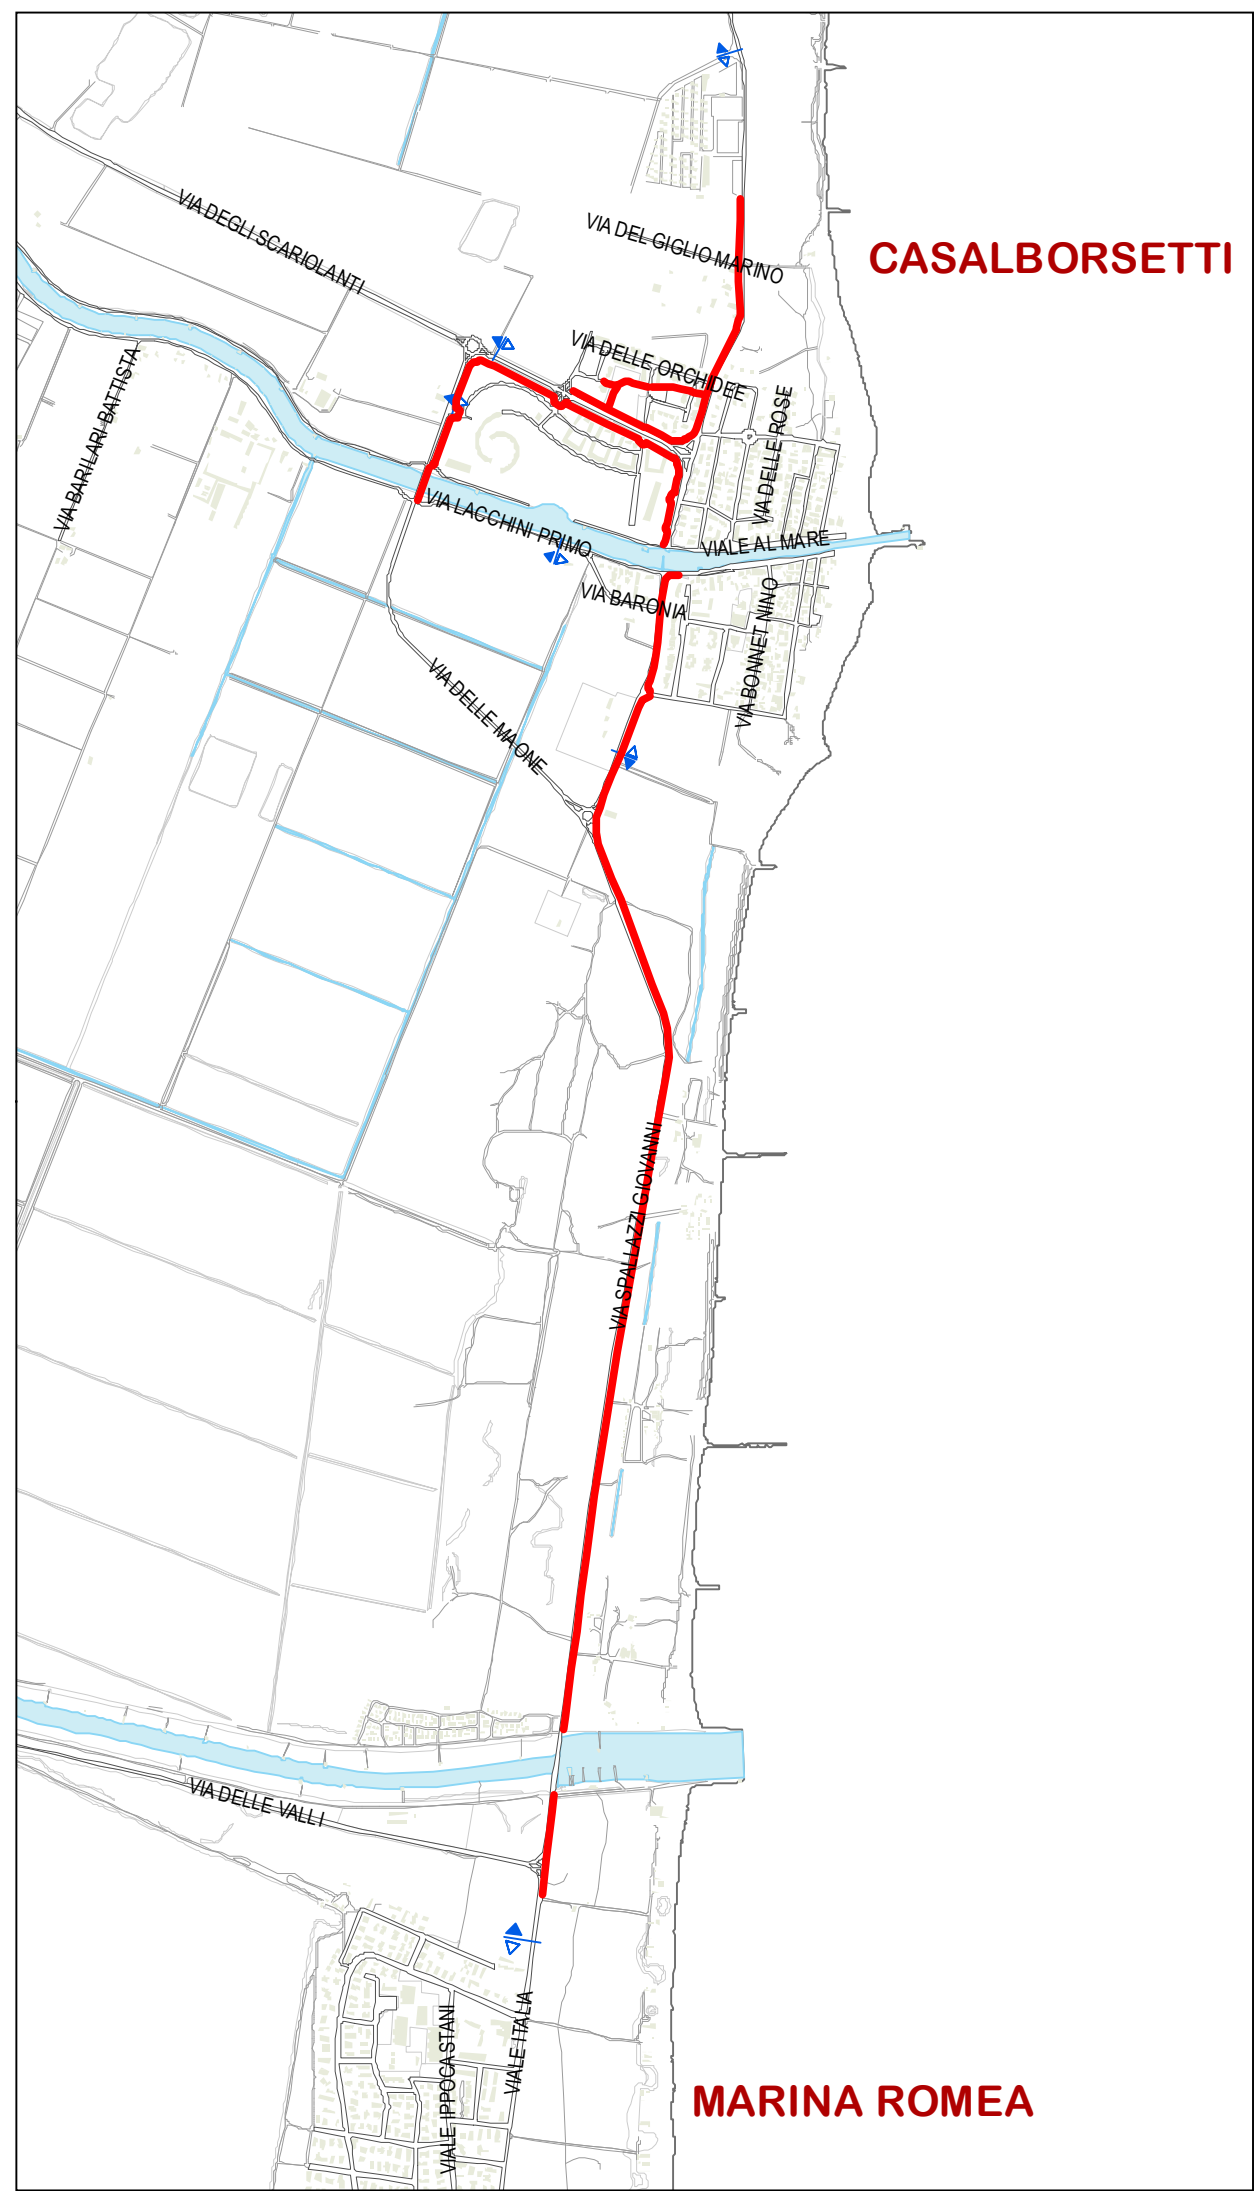 VIA DEGLI SCARIOLANTI
VIA DEL GIGLIO MARINO
CASALBORSETTI
VIA DELLE ORCHIDEE
VIA BARILARI BATTISTA
VIA DELLE ROSE
VIA LACCHINI PRIMO
VIALE AL MARE
VIA BARONIA
VIA BONNET NINO
VIA DELLE MAONE
VIA SPALLAZZI GIOVANNI
VIA DELLE VALLI
VIALE IPPOCASTANI
VIALE ITALIA
MARINA ROMEA